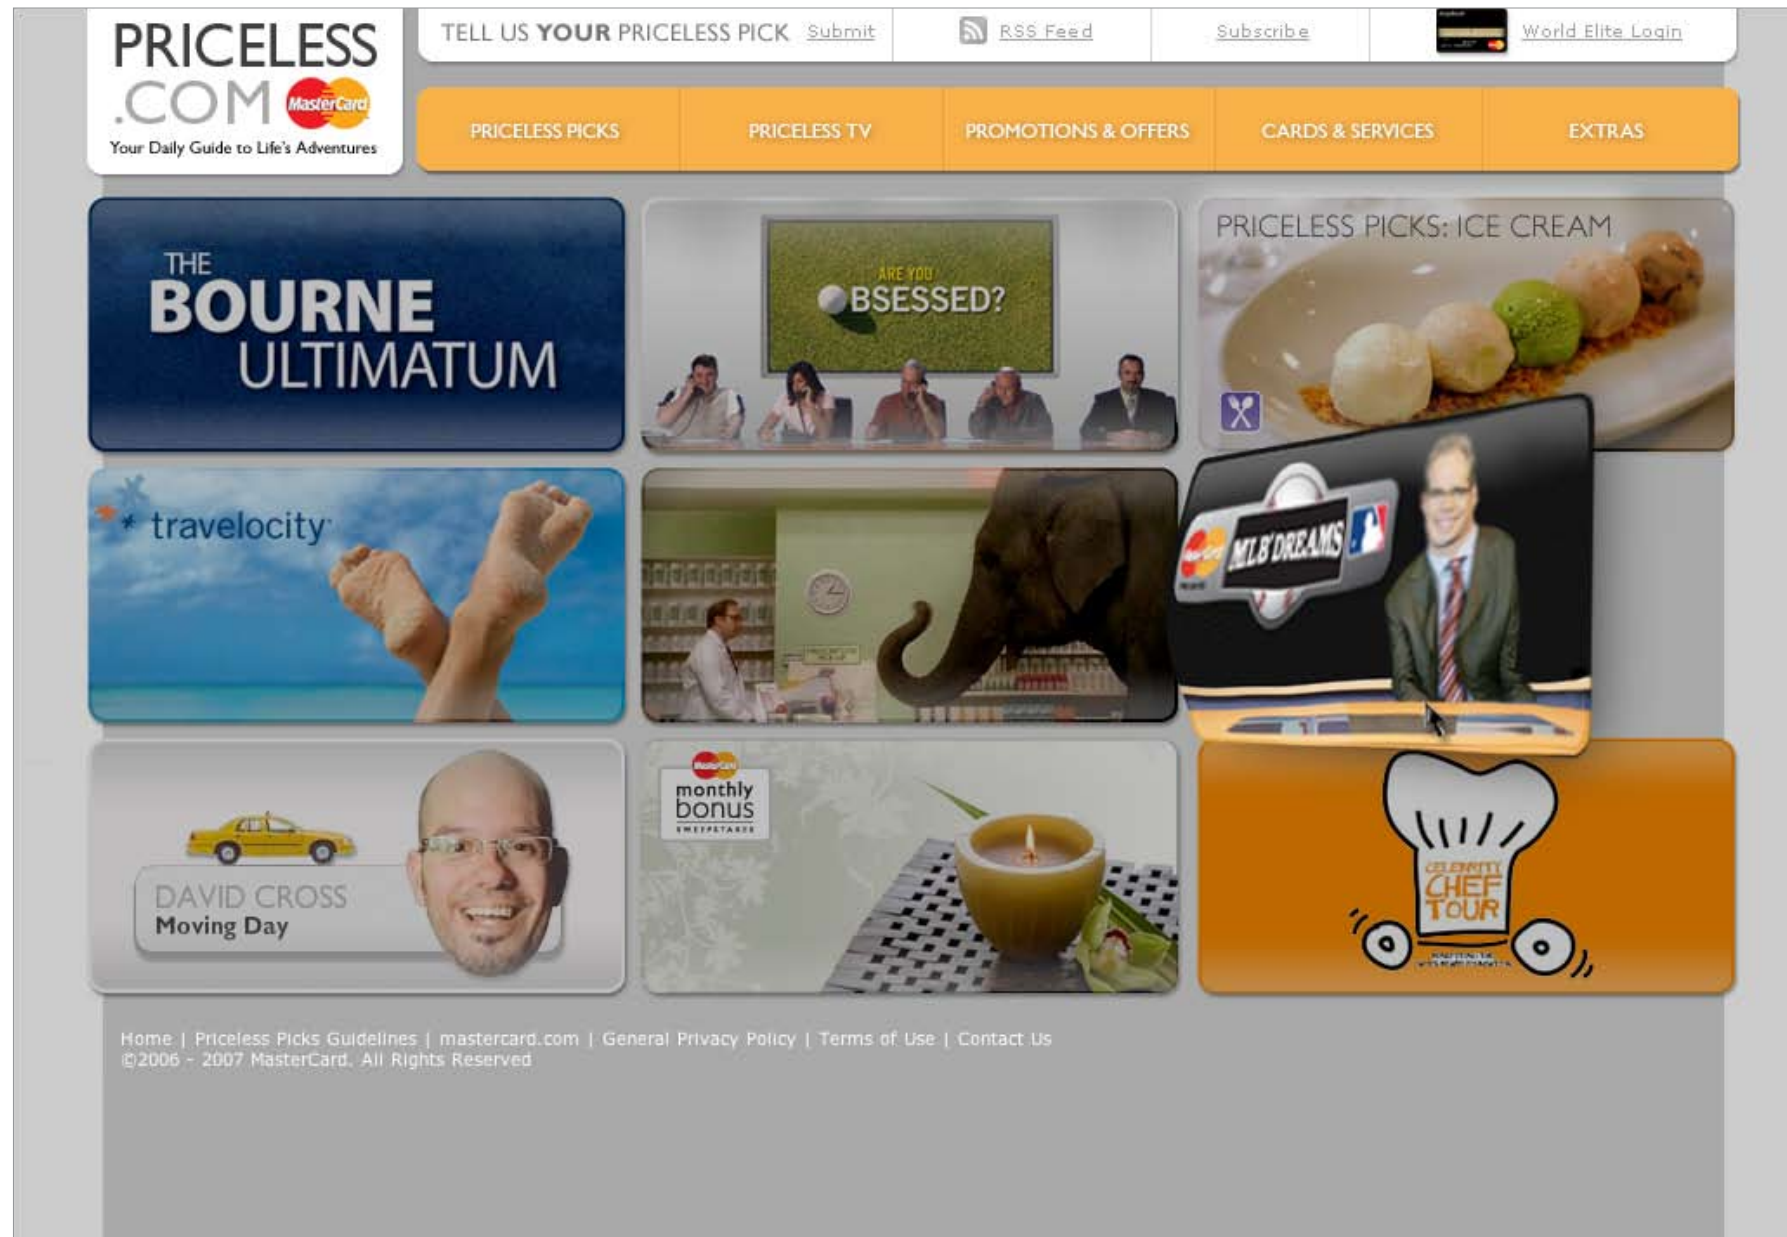 PRICELESS
.COM MasterCard
Your Daily Guide to Life's Adventures
TELL US YOUR PRICELESS PICK Submit
RSS Feed
Subscribe
World Elite Login
PRICELESS PICKS
PRICELESS TV
PROMOTIONS & OFFERS
CARDS & SERVICES
EXTRAS
THE
BOURNE
ULTIMATUM
ARE YOU
OBSESSED?
PRICELESS PICKS: ICE CREAM
travelocity
MLB DREAMS
DAVID CROSS
Moving Day
MasterCard
monthly
bonus
SWEEPSTAKES
CELEBRITY
CHEF
TOUR
Home | Priceless Picks Guidelines | mastercard.com | General Privacy Policy | Terms of Use | Contact Us
©2006 - 2007 MasterCard. All Rights Reserved